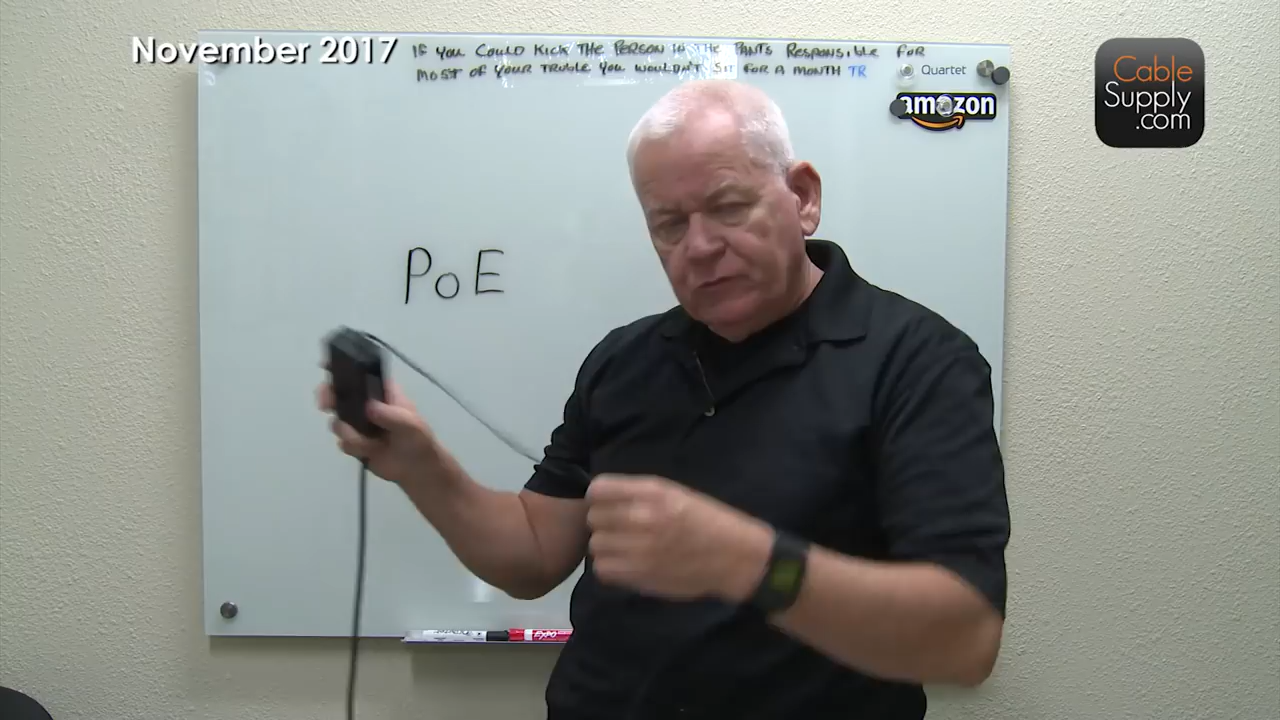 November 2017
IF YOU COULD KICK THE PERSON IN THE PANTS RESPONSIBLE FOR
MOST OF YOUR TROUBLE YOU WOULDN'T SIT FOR A MONTH TR
Quartet
amazon
Cable
Supply
.com
PoE
EXPO